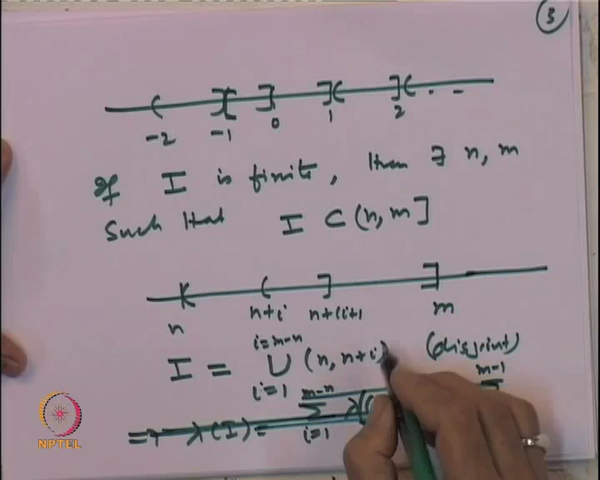 3
( ][ ] ]( ]( . . -
-2 -1 0 1 2
If I is finite, then ∃ n, m
Such that I ⊂ (n, m]
n n+i n+(i+1 m
i=m-n
I = ∪ (n, n+i) (disjoint)
i=1
m-n m-1
=> λ(I) = Σ λ(( Σ
i=1
NPTEL